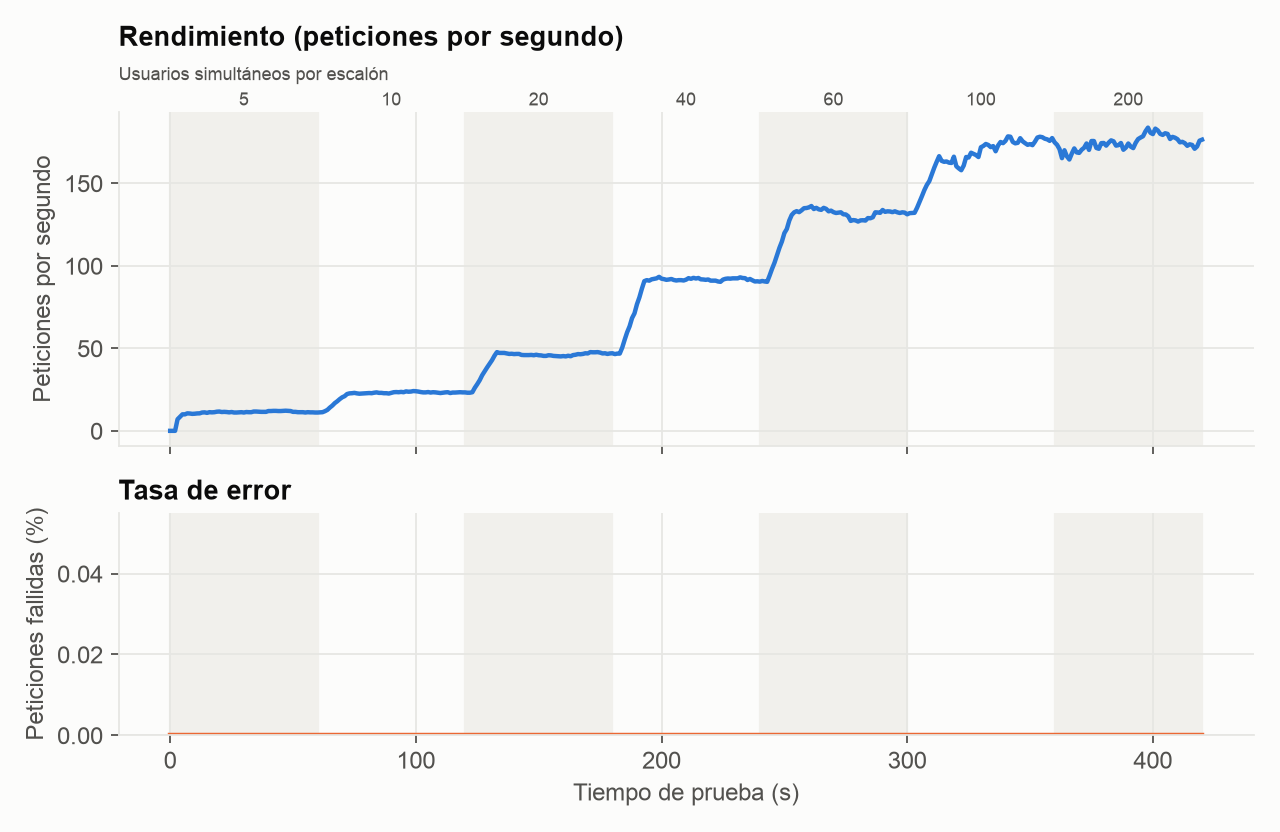 Rendimiento (peticiones por segundo)
Usuarios simultáneos por escalón
5 10 20 40 60 100 200
Peticiones por segundo
150
100
50
0
Tasa de error
Peticiones fallidas (%)
0.04
0.02
0.00
0 100 200 300 400
Tiempo de prueba (s)